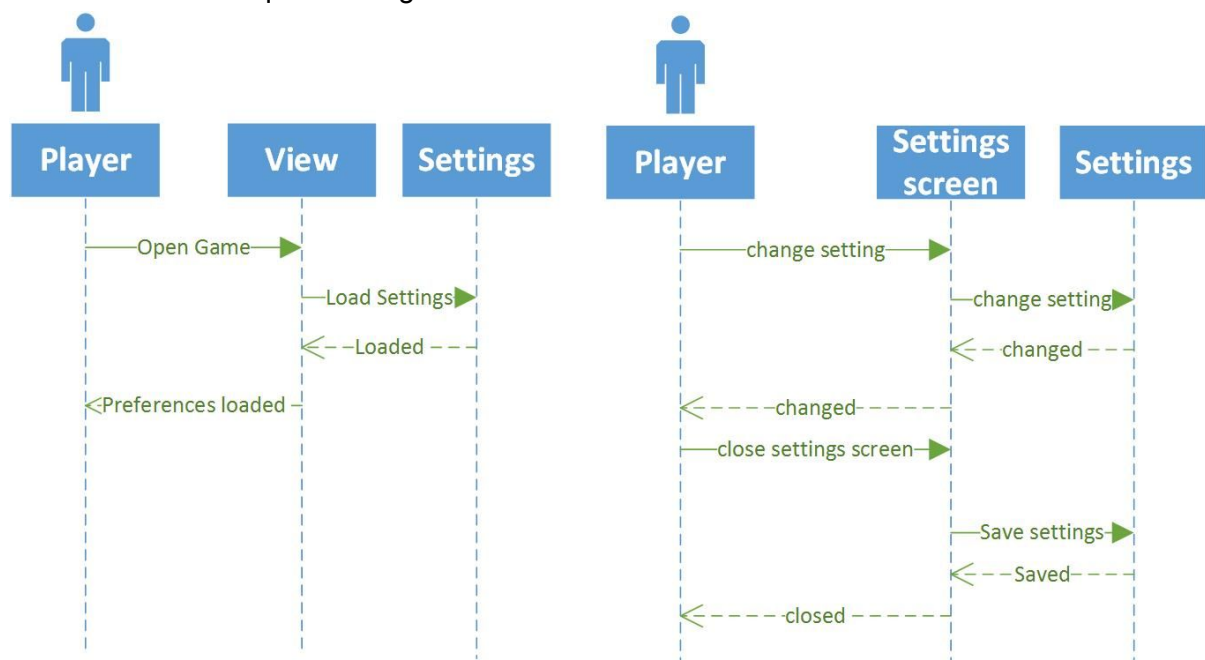 Player
View
Settings
Open Game
Load Settings
Loaded
Preferences loaded
Player
Settings
screen
Settings
change setting
change setting
changed
changed
close settings screen
Save settings
Saved
closed